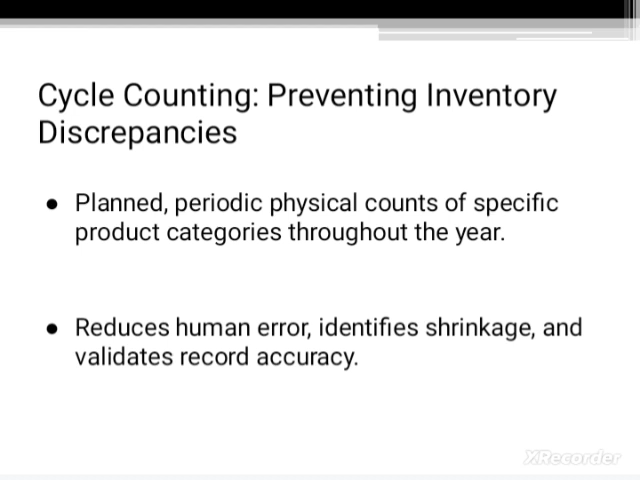 Cycle Counting: Preventing Inventory
Discrepancies
● Planned, periodic physical counts of specific
product categories throughout the year.
● Reduces human error, identifies shrinkage, and
validates record accuracy.
XRecorder